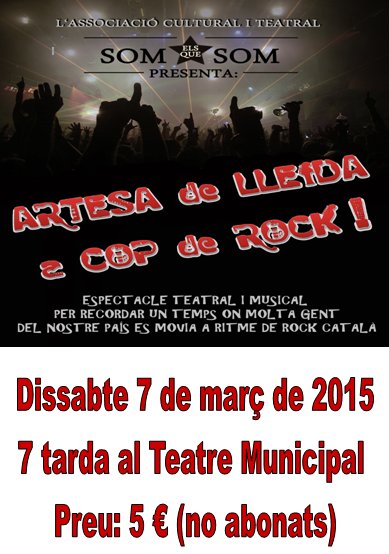 L'ASSOCIACIÓ CULTURAL I TEATRAL
SOM ELS QUE SOM
PRESENTA:
ARTESA de LLEIDA
a COP de ROCK!
ESPECTACLE TEATRAL I MUSICAL
PER RECORDAR UN TEMPS ON MOLTA GENT
DEL NOSTRE PAÍS ES MOVIA A RITME DE ROCK CATALÀ
Dissabte 7 de març de 2015
7 tarda al Teatre Municipal
Preu: 5 € (no abonats)